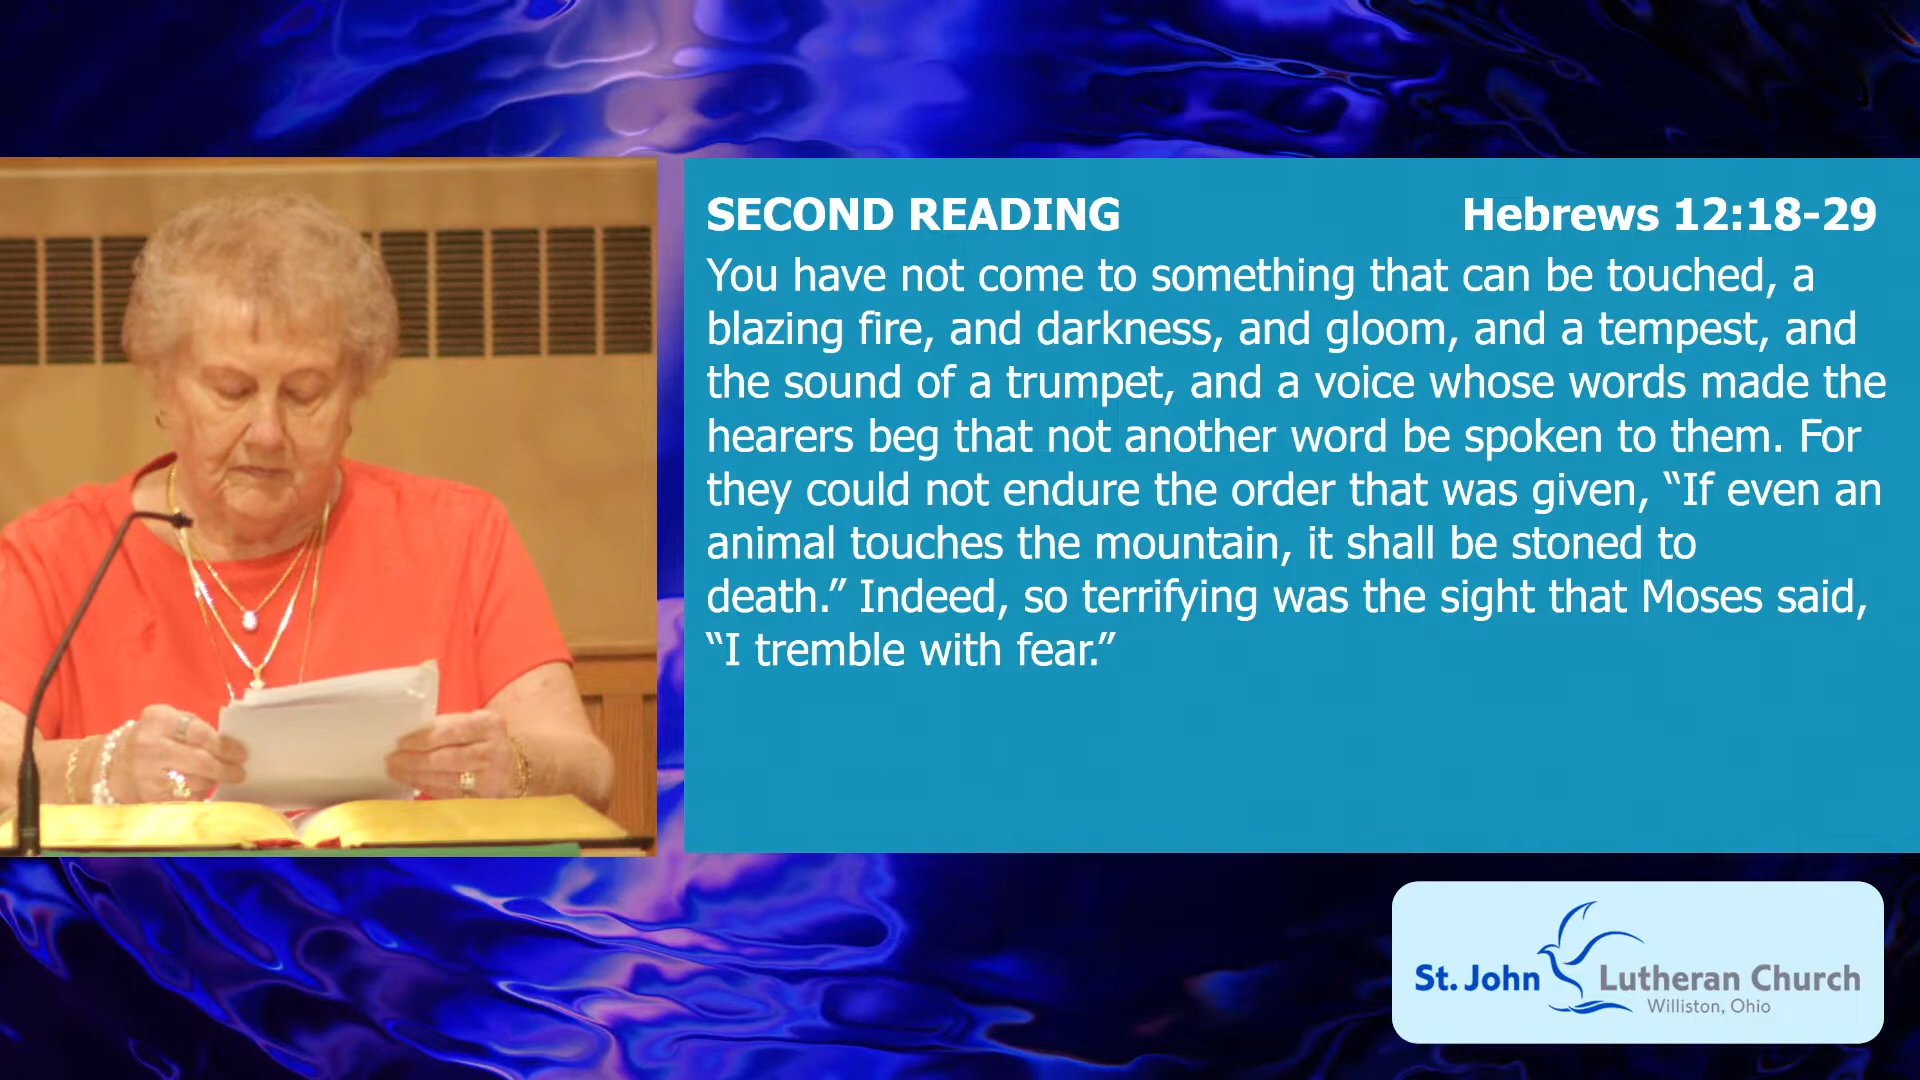 SECOND READING Hebrews 12:18-29
You have not come to something that can be touched, a
blazing fire, and darkness, and gloom, and a tempest, and
the sound of a trumpet, and a voice whose words made the
hearers beg that not another word be spoken to them. For
they could not endure the order that was given, “If even an
animal touches the mountain, it shall be stoned to
death.” Indeed, so terrifying was the sight that Moses said,
“I tremble with fear.”
St. John Lutheran Church
Williston, Ohio